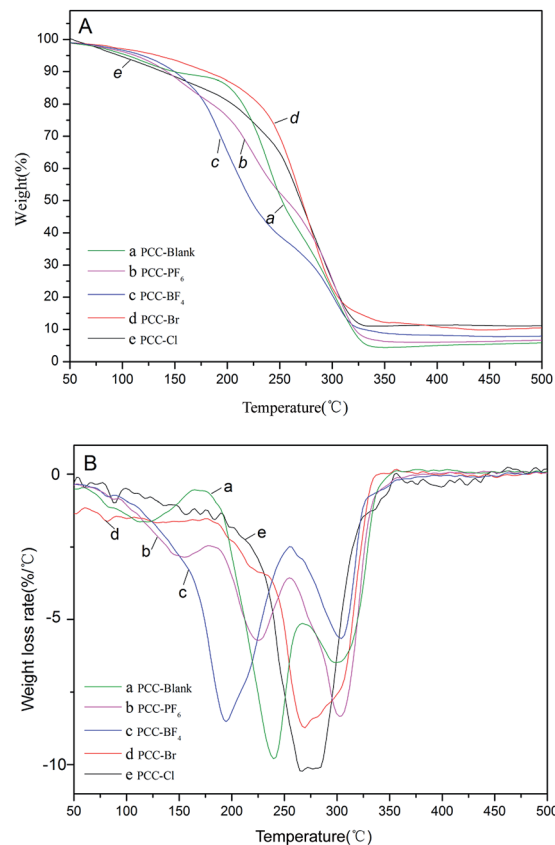 A
100
90
80
70
60
50
40
30
20
10
0
Weight(%)
e
d
c
b
a
a PCC-Blank
b PCC-PF₆
c PCC-BF₄
d PCC-Br
e PCC-Cl
50 100 150 200 250 300 350 400 450 500
Temperature(℃)
B
0
-5
-10
Weight loss rate(%/℃)
a
e
d
b
c
a PCC-Blank
b PCC-PF₆
c PCC-BF₄
d PCC-Br
e PCC-Cl
50 100 150 200 250 300 350 400 450 500
Temperature(℃)